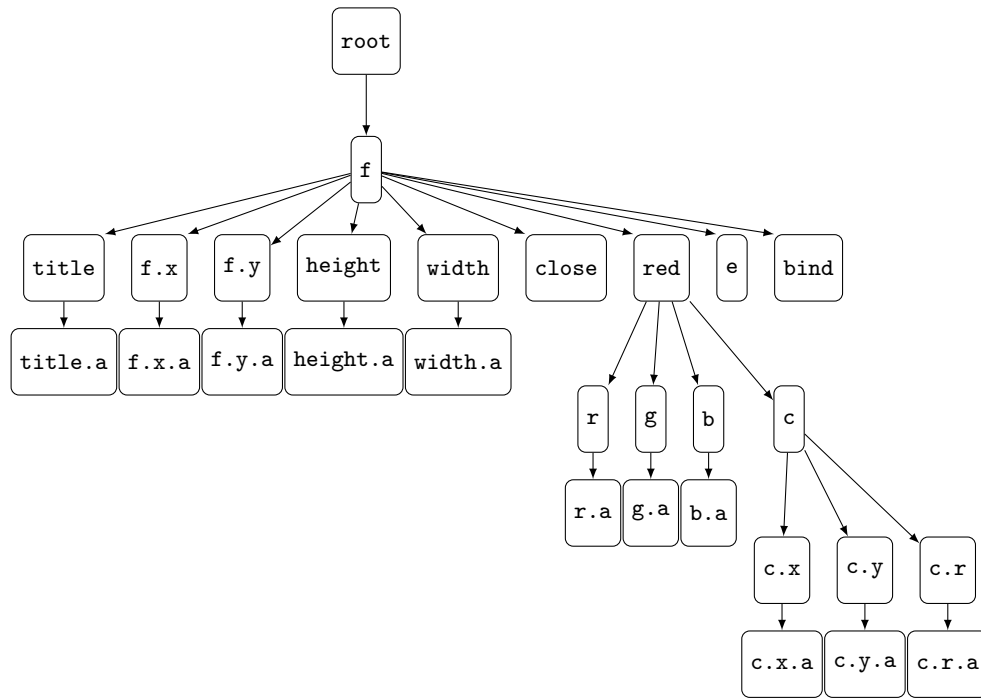 root
f
title f.x f.y height width close red e bind
title.a f.x.a f.y.a height.a width.a
r g b c
r.a g.a b.a
c.x c.y c.r
c.x.a c.y.a c.r.a